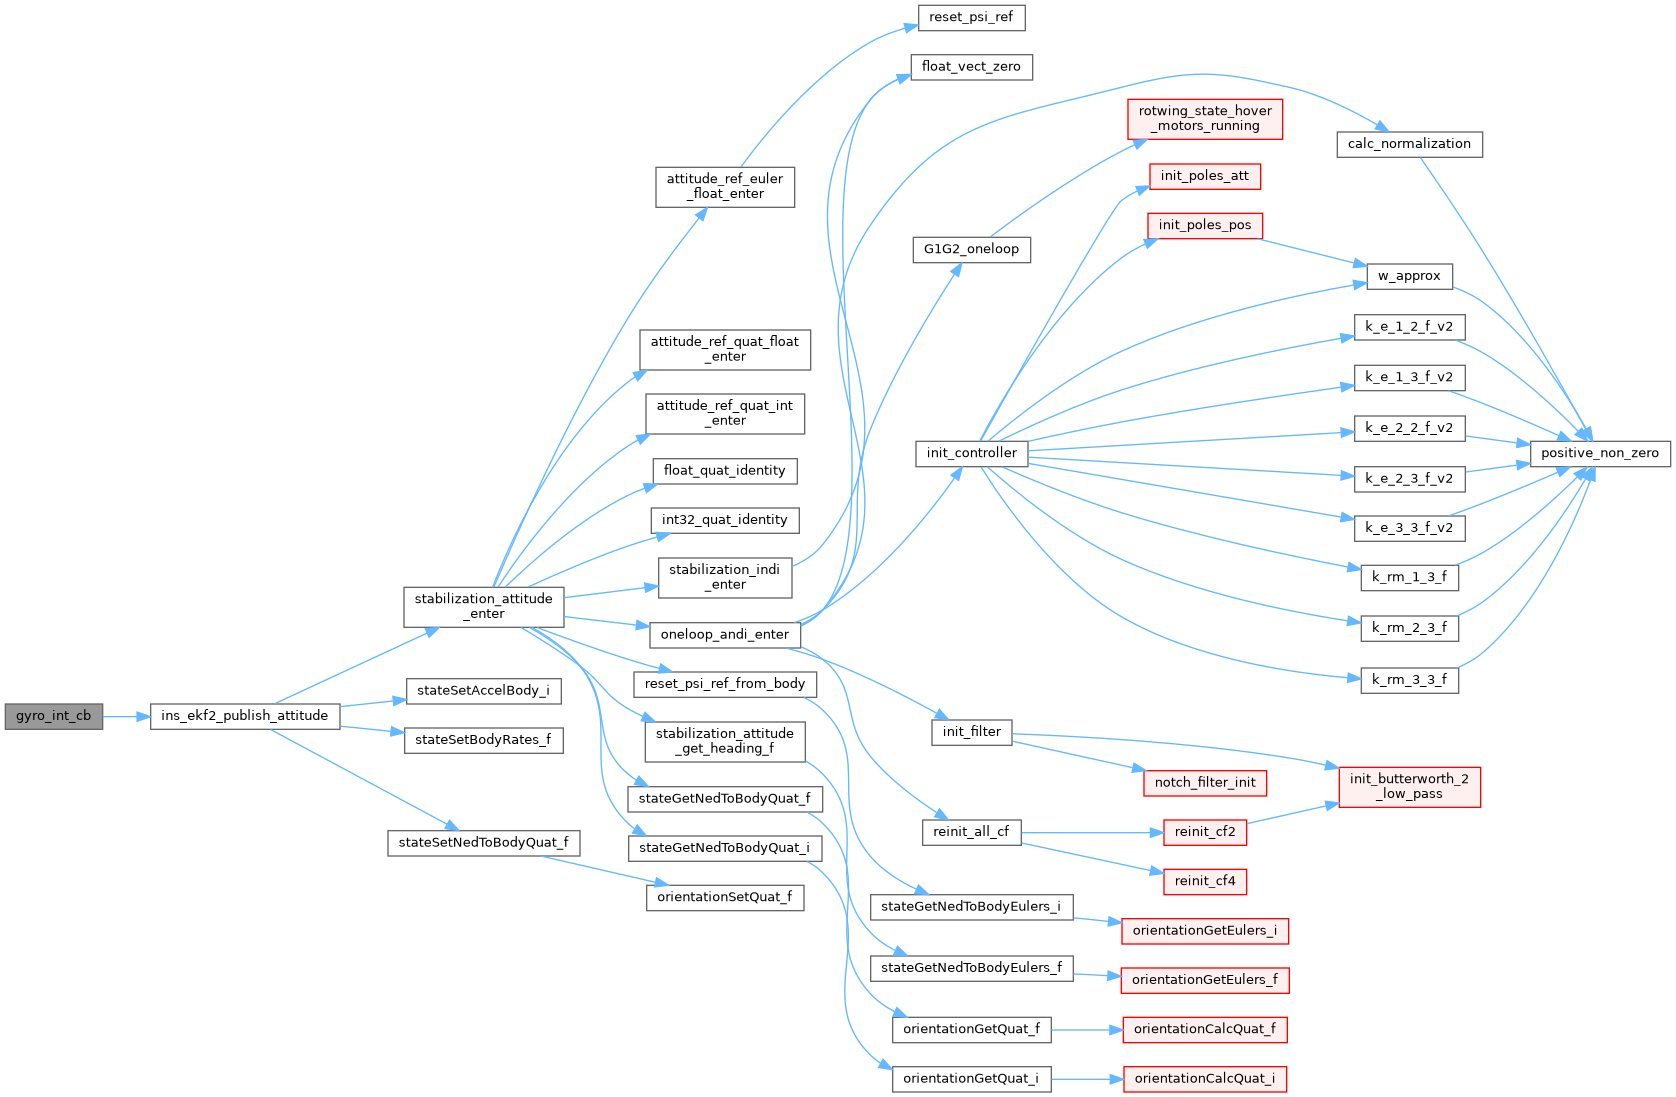 reset_psi_ref
float_vect_zero
rotwing_state_hover
_motors_running
calc_normalization
attitude_ref_euler
_float_enter
init_poles_att
init_poles_pos
G1G2_oneloop
w_approx
attitude_ref_quat_float
_enter
k_e_1_2_f_v2
k_e_1_3_f_v2
attitude_ref_quat_int
_enter
k_e_2_2_f_v2
init_controller
positive_non_zero
float_quat_identity
k_e_2_3_f_v2
int32_quat_identity
k_e_3_3_f_v2
stabilization_indi
_enter
k_rm_1_3_f
stabilization_attitude
_enter
oneloop_andi_enter
k_rm_2_3_f
reset_psi_ref_from_body
k_rm_3_3_f
stateSetAccelBody_i
gyro_int_cb
ins_ekf2_publish_attitude
stateSetBodyRates_f
stabilization_attitude
_get_heading_f
init_filter
notch_filter_init
init_butterworth_2
_low_pass
stateGetNedToBodyQuat_f
reinit_all_cf
reinit_cf2
stateSetNedToBodyQuat_f
stateGetNedToBodyQuat_i
reinit_cf4
orientationSetQuat_f
stateGetNedToBodyEulers_i
orientationGetEulers_i
stateGetNedToBodyEulers_f
orientationGetEulers_f
orientationGetQuat_f
orientationCalcQuat_f
orientationGetQuat_i
orientationCalcQuat_i